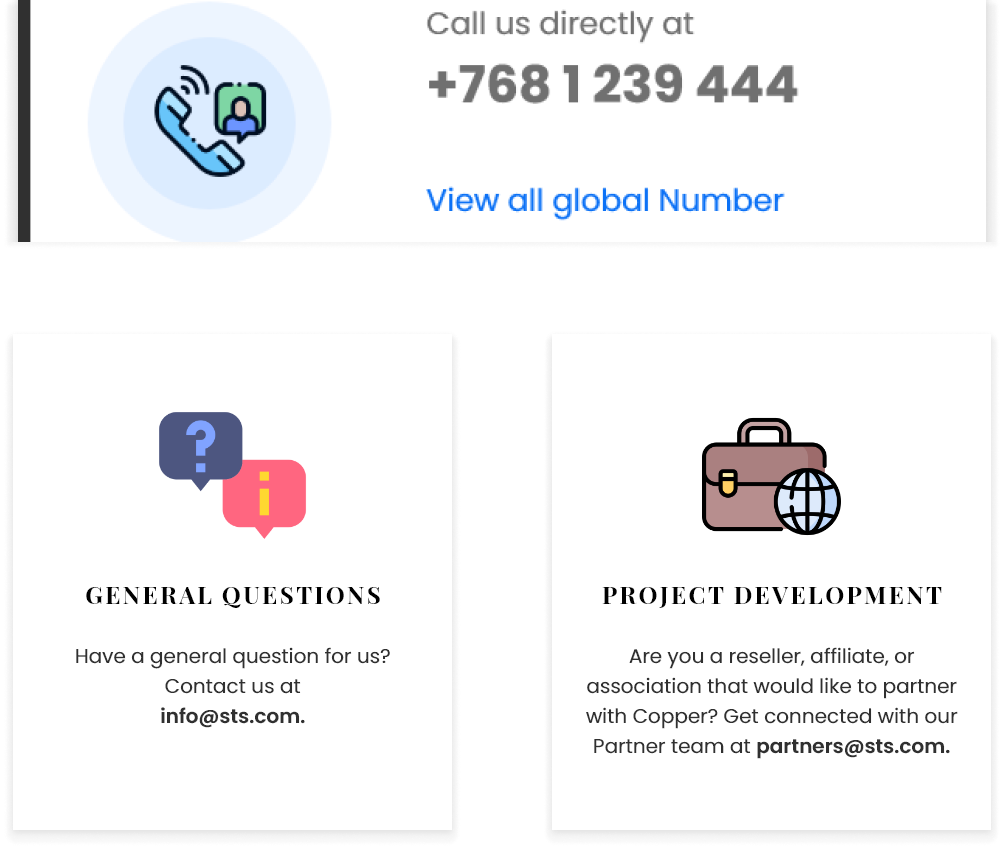 Call us directly at
+768 1 239 444
View all global Number
GENERAL QUESTIONS
Have a general question for us?
Contact us at
info@sts.com.
PROJECT DEVELOPMENT
Are you a reseller, affiliate, or
association that would like to partner
with Copper? Get connected with our
Partner team at partners@sts.com.